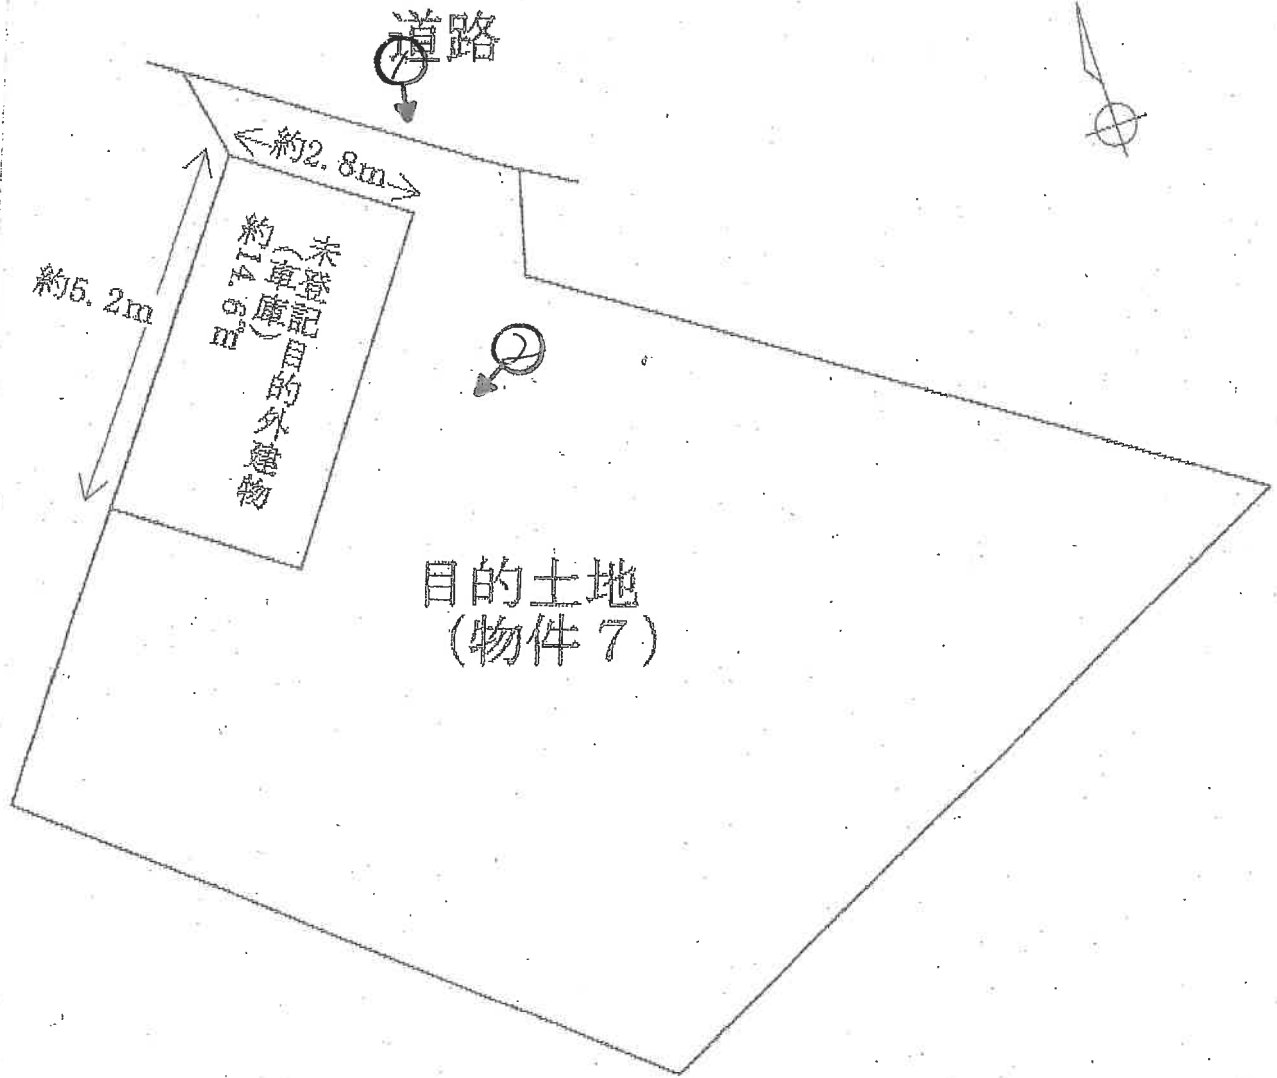 道路
1
約2.8m
約5.2m
未登記目的外建物
(車庫)
約14.6㎡
2
目的土地
(物件7)